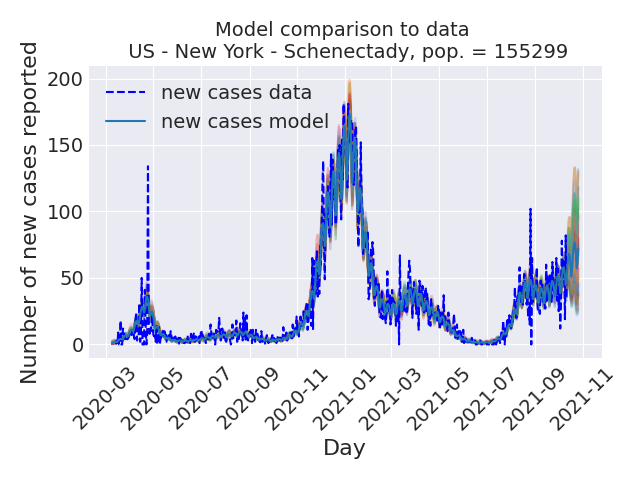 Model comparison to data
US - New York - Schenectady, pop. = 155299
Number of new cases reported
200
150
100
50
0
new cases data
new cases model
2020-03
2020-05
2020-07
2020-09
2020-11
2021-01
2021-03
2021-05
2021-07
2021-09
2021-11
Day